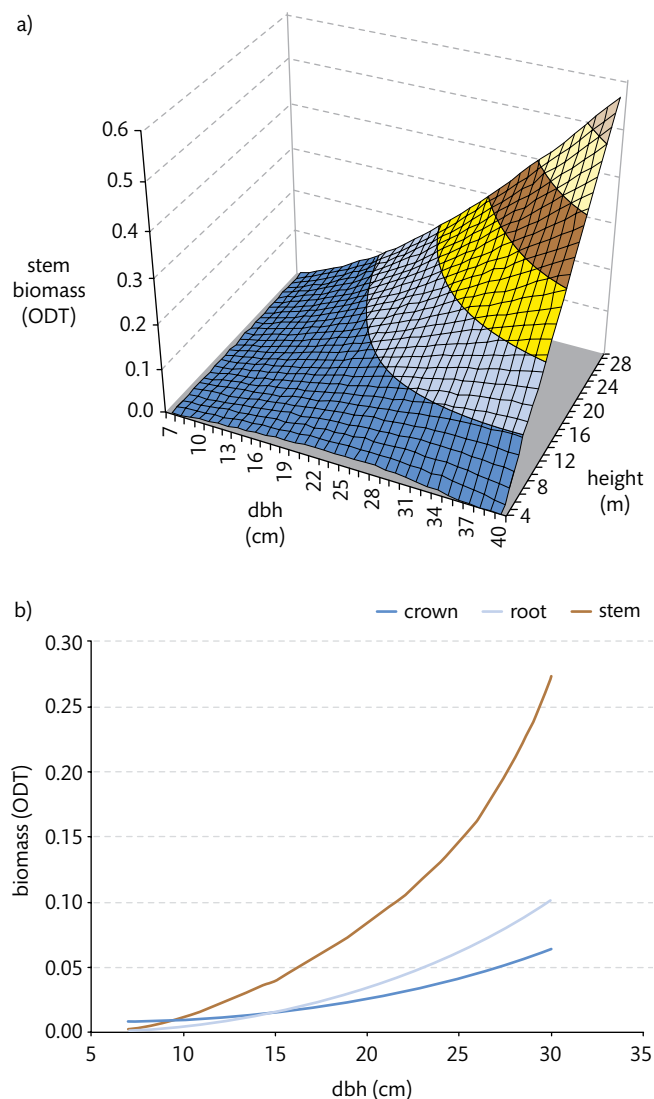 a)
0.6
0.5
0.4
0.3
0.2
0.1
0.0
stem
biomass
(ODT)
7
10
13
16
19
22
25
28
31
34
37
40
dbh
(cm)
28
24
20
16
12
8
4
height
(m)
b)
crown root stem
0.30
0.25
0.20
0.15
0.10
0.05
0.00
biomass (ODT)
5 10 15 20 25 30 35
dbh (cm)